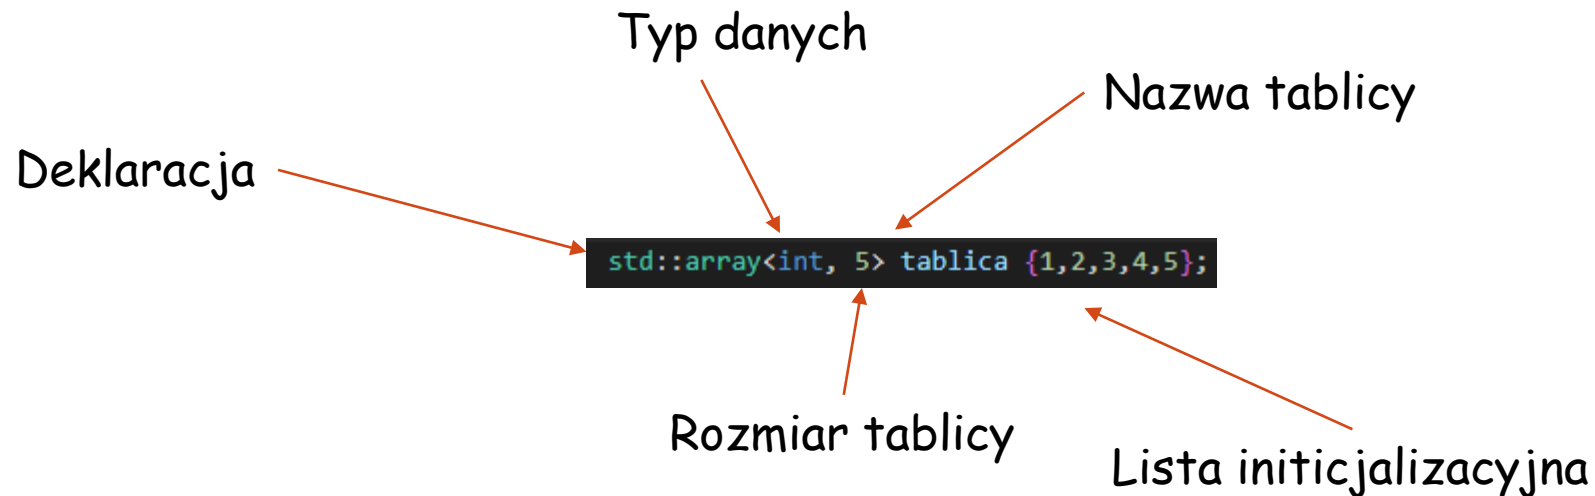 Typ danych
Nazwa tablicy
Deklaracja
std::array<int, 5> tablica {1,2,3,4,5};
Rozmiar tablicy
Lista initicjalizacyjna